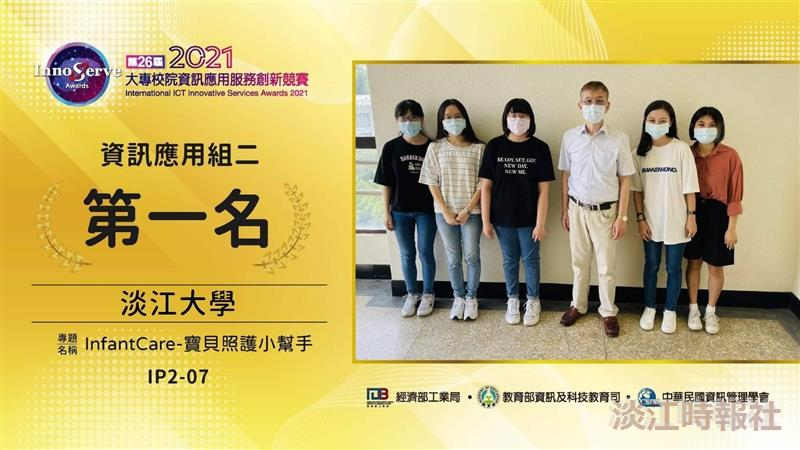 InnoServe
Awards
第26屆 2021
大專校院資訊應用服務創新競賽
International ICT Innovative Services Awards 2021
資訊應用組二
第一名
淡江大學
專題名稱 InfantCare-寶貝照護小幫手
IP2-07
READY, SET, GO!
NEW DAY.
NEW ME.
經濟部工業局・教育部資訊及科技教育司・中華民國資訊管理學會
淡江時報社